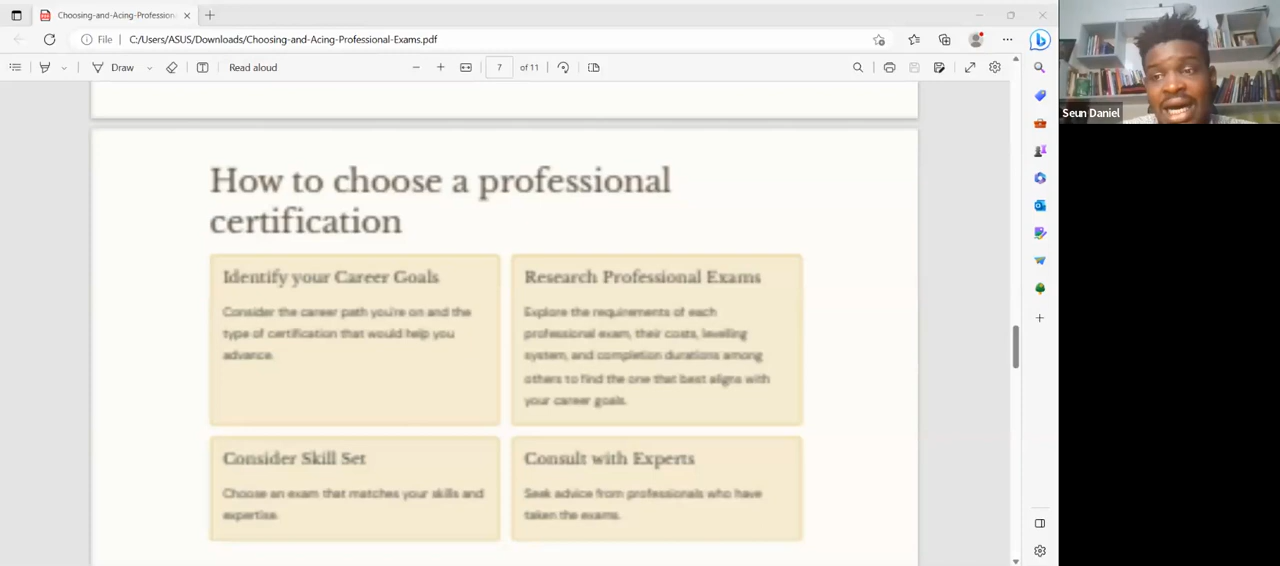 Choosing-and-Acing-Profession
File
C:/Users/ASUS/Downloads/Choosing-and-Acing-Professional-Exams.pdf
Draw
Read aloud
7
of 11
Seun Daniel
How to choose a professional
certification
Identify your Career Goals
Consider the career path you're on and the
type of certification that would help you
advance.
Research Professional Exams
Explore the requirements of each
professional exam, their costs, levelling
system, and completion durations among
others to find the one that best aligns with
your career goals.
Consider Skill Set
Choose an exam that matches your skills and
expertise.
Consult with Experts
Seek advice from professionals who have
taken the exams.